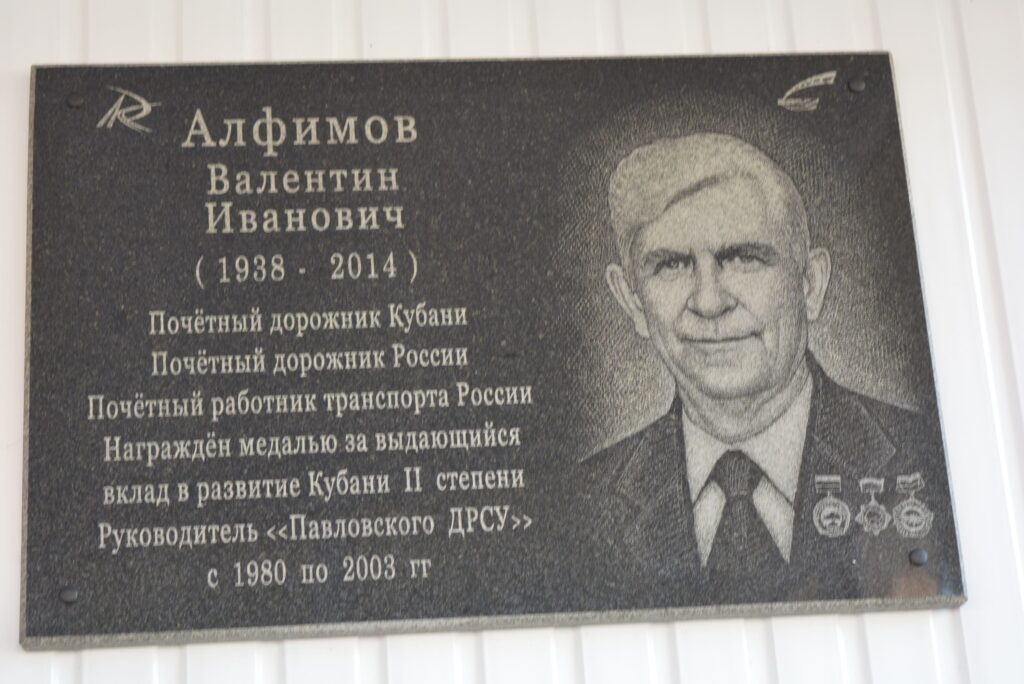 Алфимов
Валентин
Иванович
( 1938 - 2014 )
Почётный дорожник Кубани
Почётный дорожник России
Почётный работник транспорта России
Награждён медалью за выдающийся
вклад в развитие Кубани II степени
Руководитель <<Павловского ДРСУ>>
с 1980 по 2003 гг